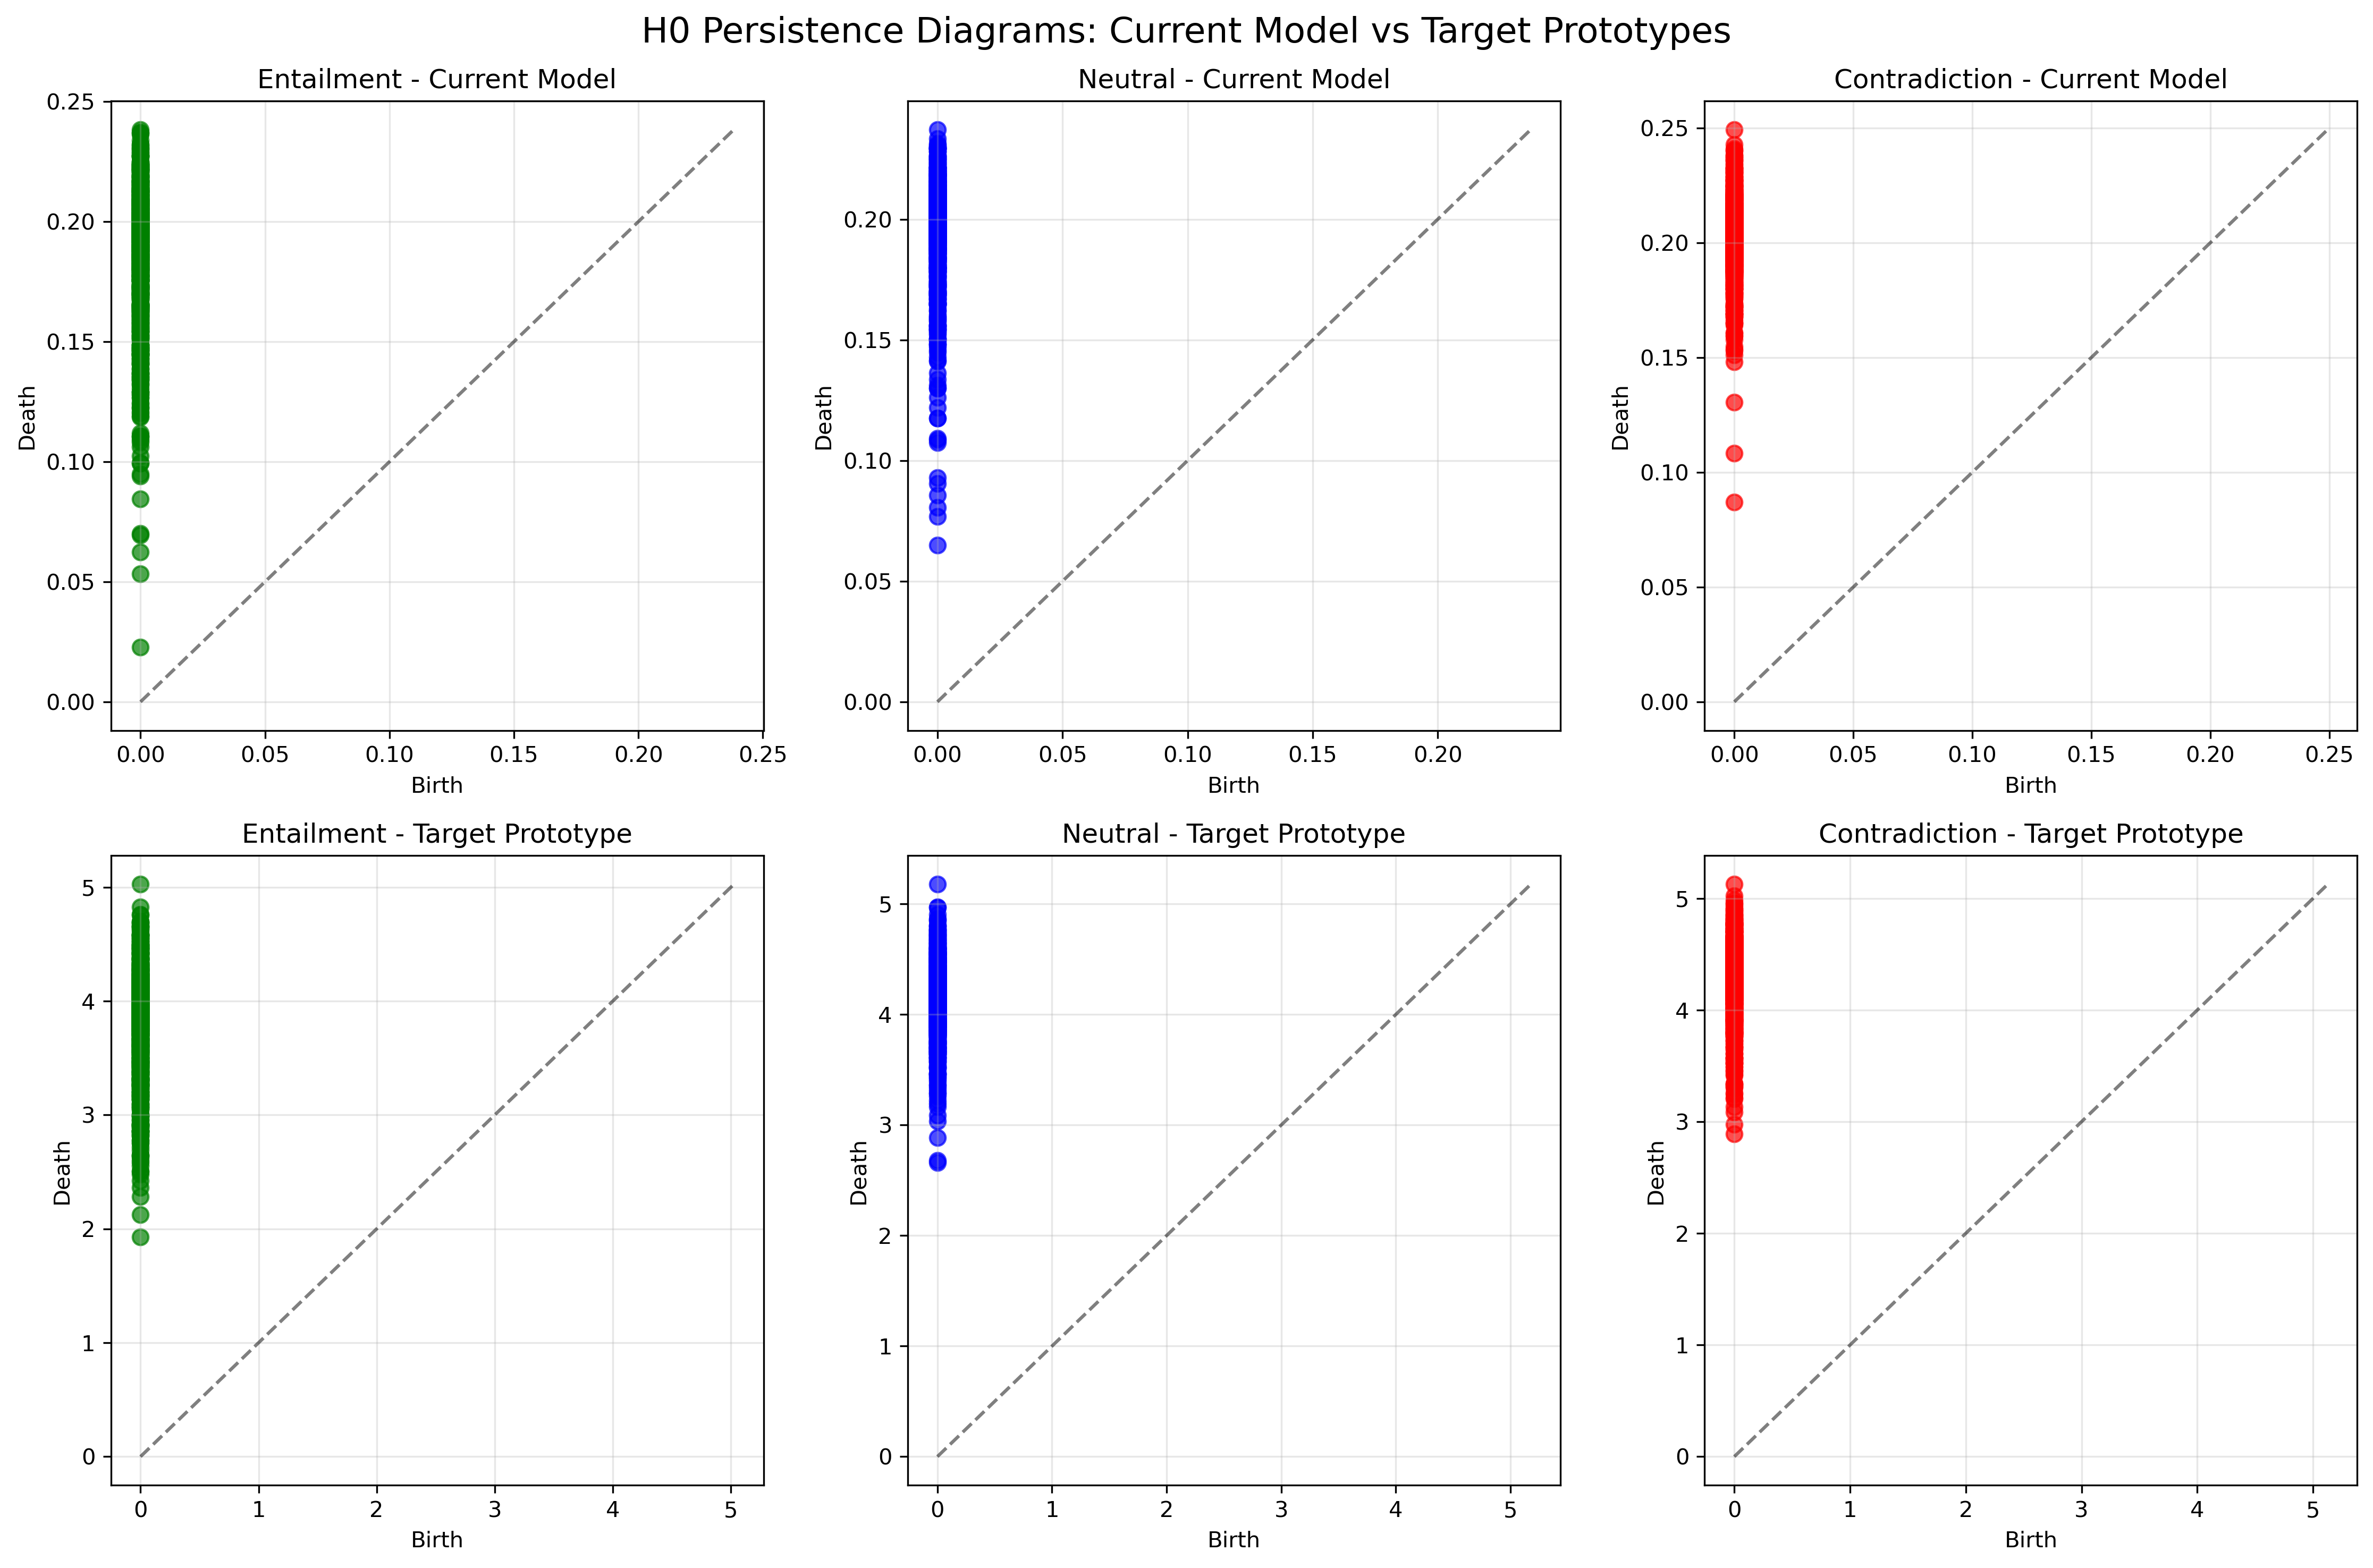 H0 Persistence Diagrams: Current Model vs Target Prototypes
Entailment - Current Model
Neutral - Current Model
Contradiction - Current Model
Death
0.25
0.20
0.15
0.10
0.05
0.00
0.00 0.05 0.10 0.15 0.20 0.25
Birth
Death
0.20
0.15
0.10
0.05
0.00
0.00 0.05 0.10 0.15 0.20
Birth
Death
0.25
0.20
0.15
0.10
0.05
0.00
0.00 0.05 0.10 0.15 0.20 0.25
Birth
Entailment - Target Prototype
Neutral - Target Prototype
Contradiction - Target Prototype
Death
5
4
3
2
1
0
0 1 2 3 4 5
Birth
Death
5
4
3
2
1
0
0 1 2 3 4 5
Birth
Death
5
4
3
2
1
0
0 1 2 3 4 5
Birth